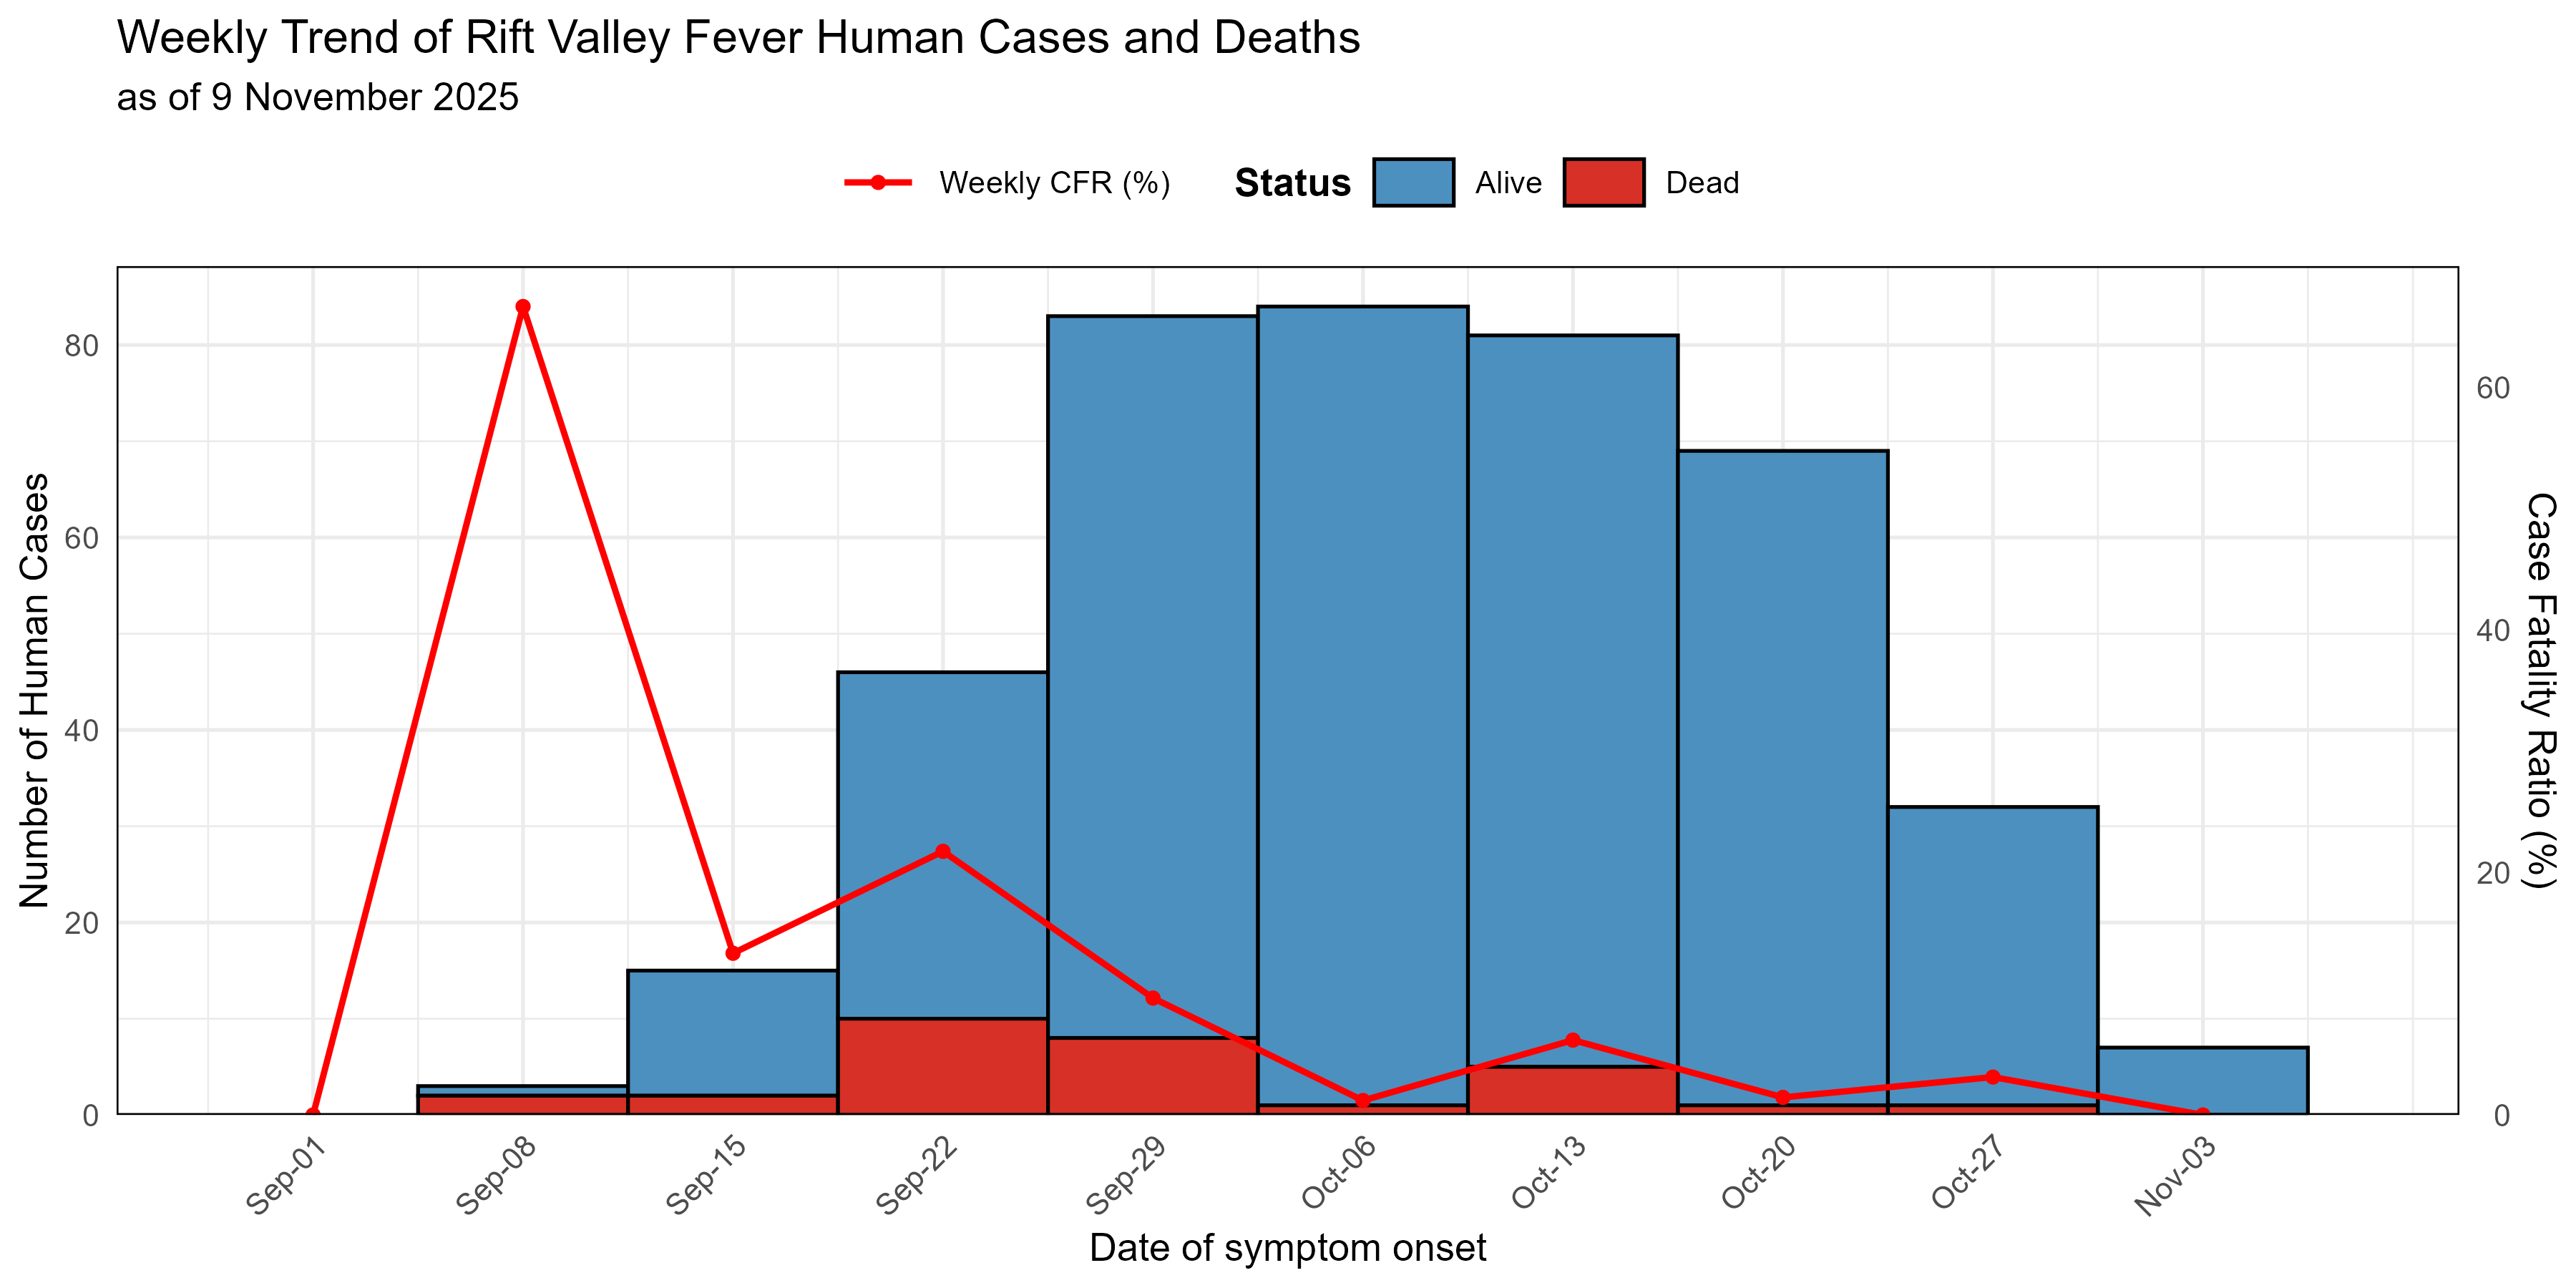 Weekly Trend of Rift Valley Fever Human Cases and Deaths
as of 9 November 2025
Weekly CFR (%) Status Alive Dead
Number of Human Cases
80
60
40
20
0
60
40
20
0
Case Fatality Ratio (%)
Sep-01 Sep-08 Sep-15 Sep-22 Sep-29 Oct-06 Oct-13 Oct-20 Oct-27 Nov-03
Date of symptom onset